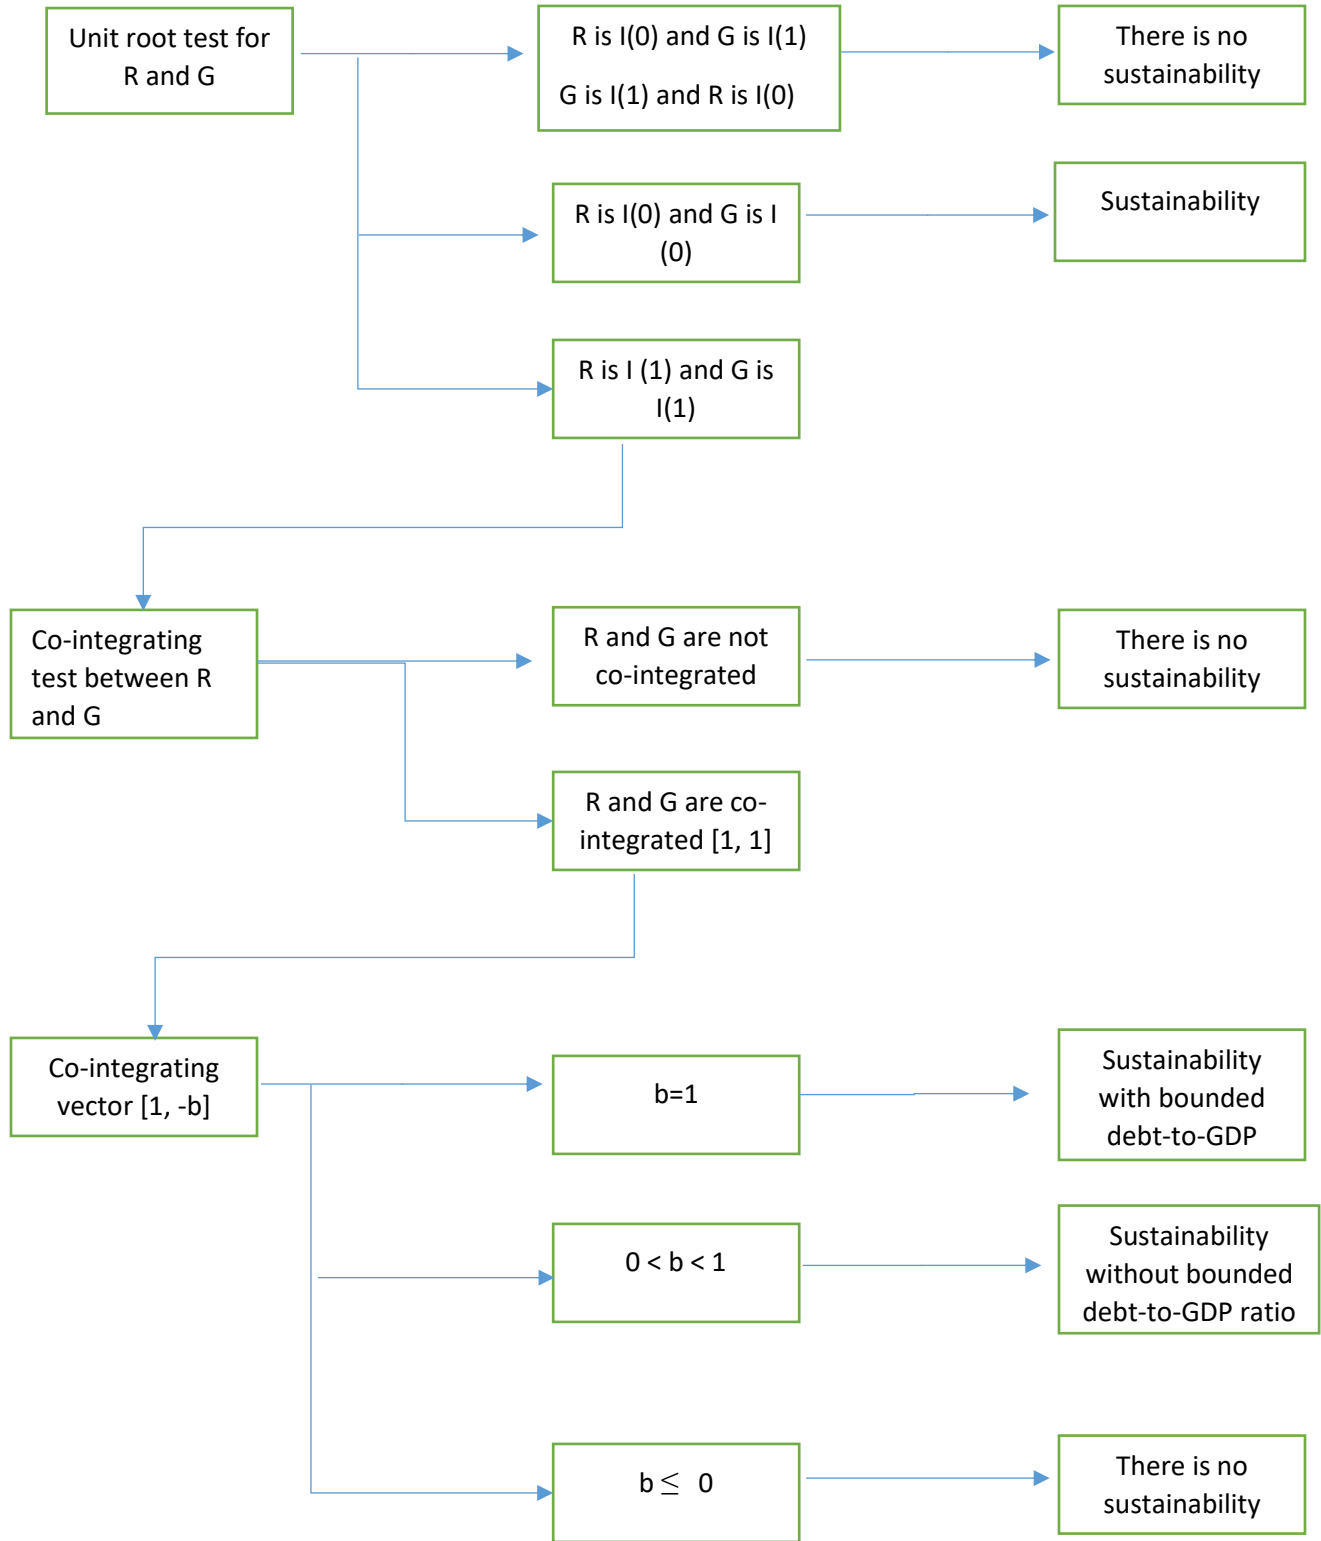 Unit root test for
R and G
R is I(0) and G is I(1)
G is I(1) and R is I(0)
There is no
sustainability
R is I(0) and G is I
(0)
Sustainability
R is I (1) and G is
I(1)
Co-integrating
test between R
and G
R and G are not
co-integrated
There is no
sustainability
R and G are co-
integrated [1, 1]
Co-integrating
vector [1, -b]
b=1
Sustainability
with bounded
debt-to-GDP
0 < b < 1
Sustainability
without bounded
debt-to-GDP ratio
b ≤ 0
There is no
sustainability